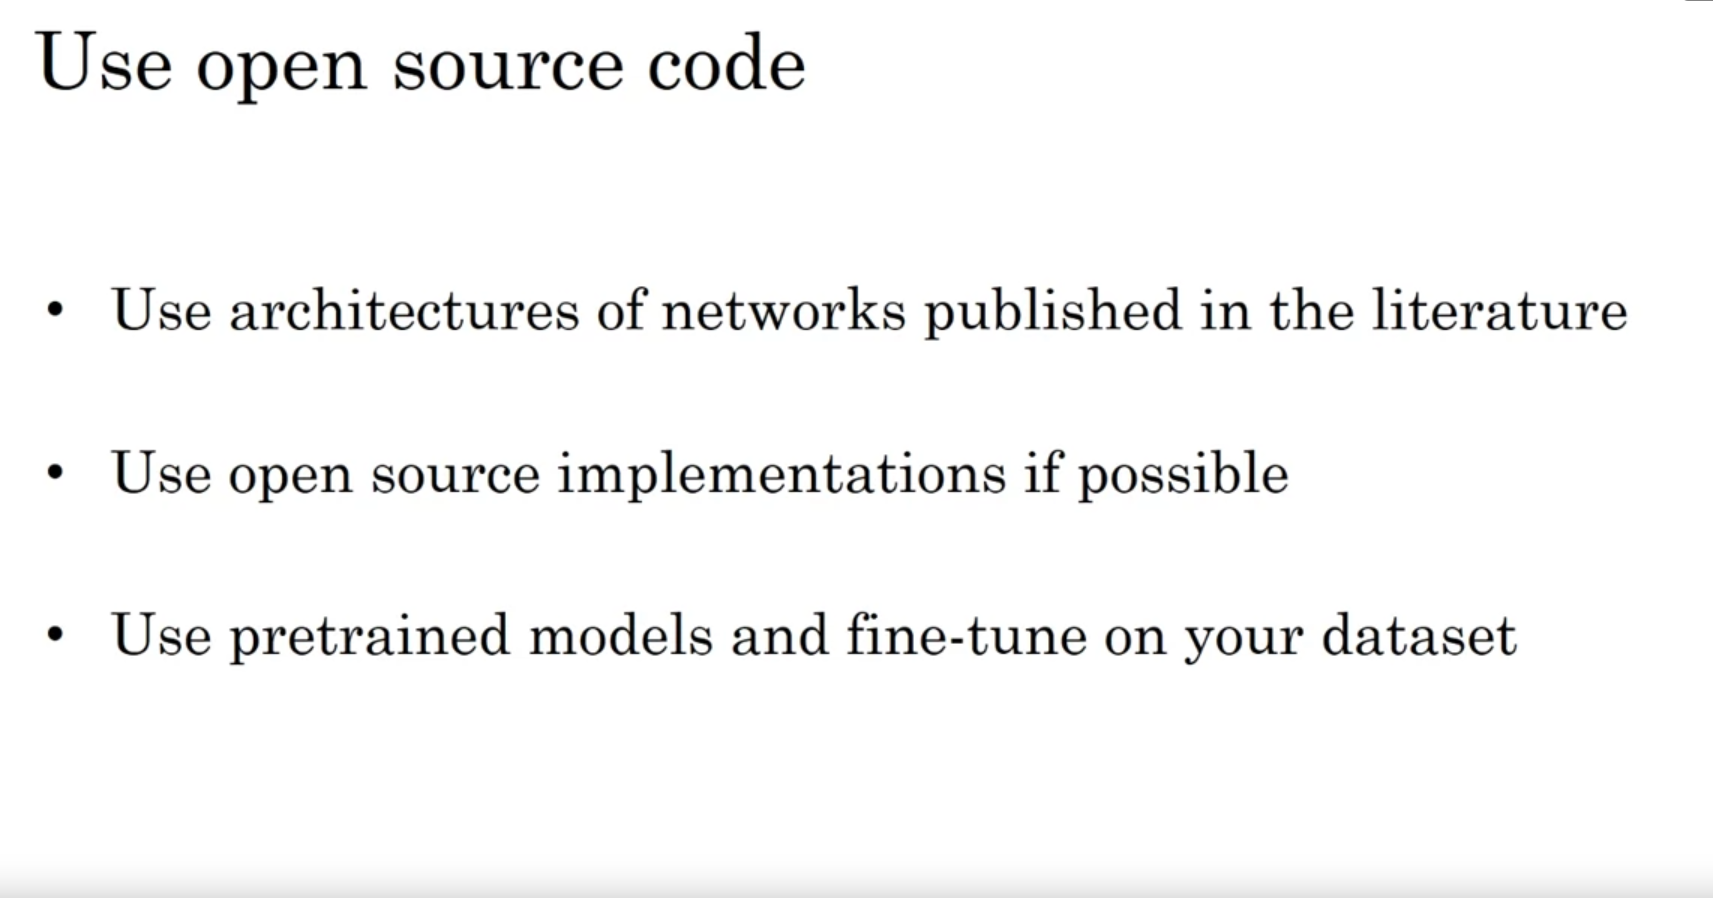 Use open source code
• Use architectures of networks published in the literature
• Use open source implementations if possible
• Use pretrained models and fine-tune on your dataset